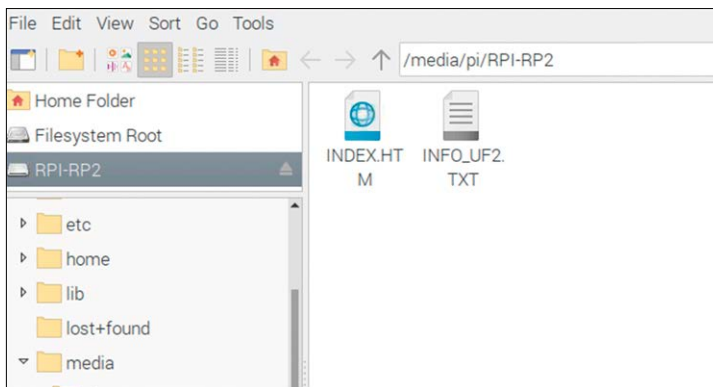 File Edit View Sort Go Tools
/media/pi/RPI-RP2
Home Folder
Filesystem Root
RPI-RP2
etc
home
lib
lost+found
media
INDEX.HT
M
INFO_UF2.
TXT